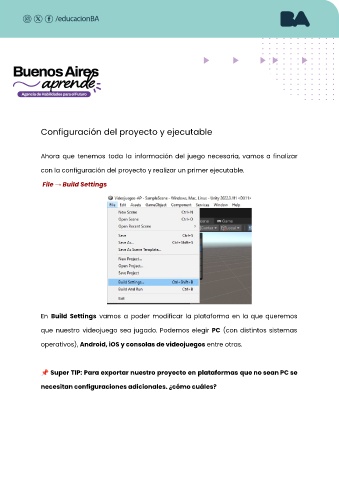 /educacionBA
BA
Buenos Aires
aprende
Agencia de Habilidades para el Futuro
Configuración del proyecto y ejecutable
Ahora que tenemos toda la información del juego necesaria, vamos a finalizar
con la configuración del proyecto y realizar un primer ejecutable.
File → Build Settings
Videojuegos-AP - SampleScene - Windows, Mac, Linux - Unity 2022.3.9f1 <DX11>
File Edit Assets GameObject Component Services Window Help
New Scene Ctrl+N
Open Scene Ctrl+O
Open Recent Scene >
Save Ctrl+S
Save As... Ctrl+Shift+S
Save As Scene Template...
New Project...
Open Project...
Save Project
Build Settings... Ctrl+Shift+B
Build And Run Ctrl+B
Exit
En Build Settings vamos a poder modificar la plataforma en la que queremos
que nuestro videojuego sea jugado. Podemos elegir PC (con distintos sistemas
operativos), Android, iOS y consolas de videojuegos entre otras.
📌 Super TIP: Para exportar nuestro proyecto en plataformas que no sean PC se
necesitan configuraciones adicionales. ¿cómo cuáles?